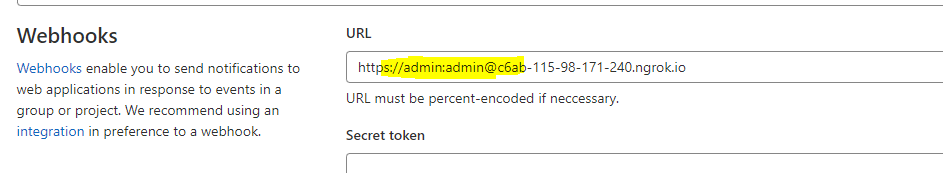 Webhooks
Webhooks enable you to send notifications to
web applications in response to events in a
group or project. We recommend using an
integration in preference to a webhook.
URL
https://admin:admin@c6ab-115-98-171-240.ngrok.io
URL must be percent-encoded if neccessary.
Secret token